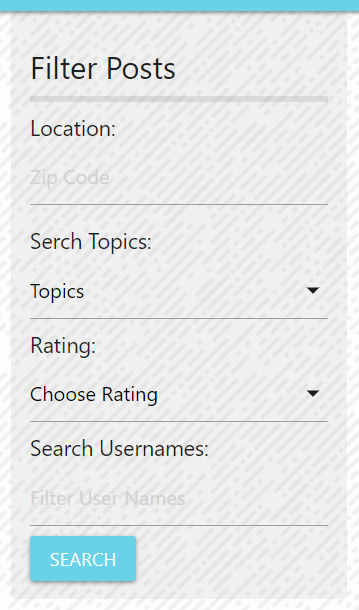 Filter Posts
Location:
Zip Code
Serch Topics:
Topics
Rating:
Choose Rating
Search Usernames:
Filter User Names
SEARCH